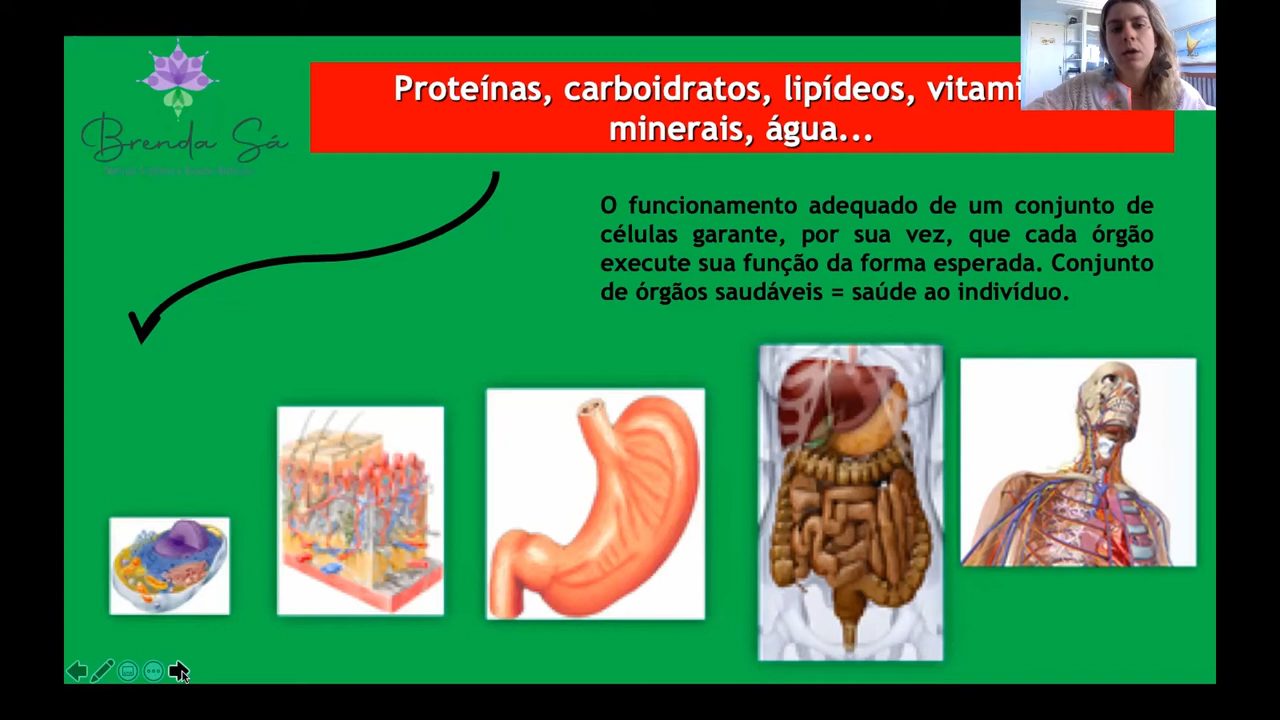 Brenda Sá
Proteínas, carboidratos, lipídeos,
minerais, água...
O funcionamento adequado de um conjunto de
células garante, por sua vez, que cada órgão
execute sua função da forma esperada. Conjunto
de órgãos saudáveis = saúde ao indivíduo.